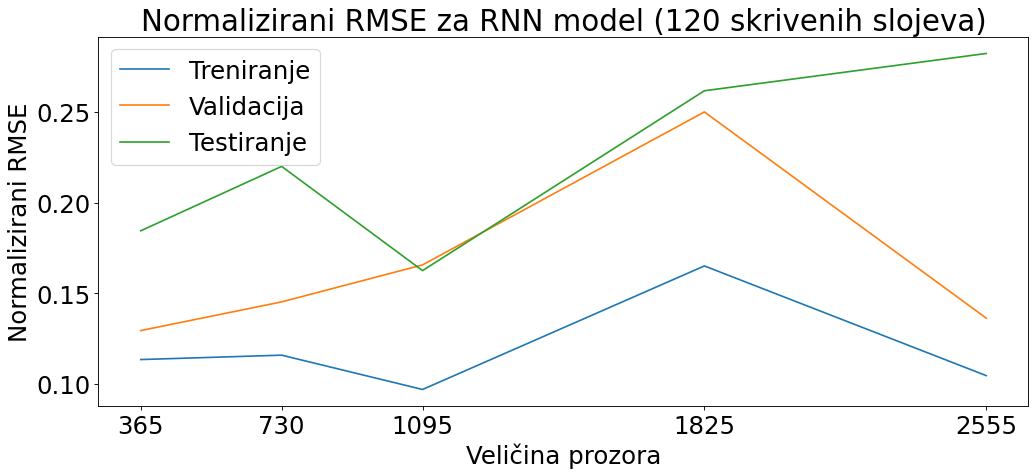 Normalizirani RMSE za RNN model (120 skrivenih slojeva)
Treniranje
Validacija
Testiranje
Normalizirani RMSE
0.25
0.20
0.15
0.10
365 730 1095 1825 2555
Veličina prozora